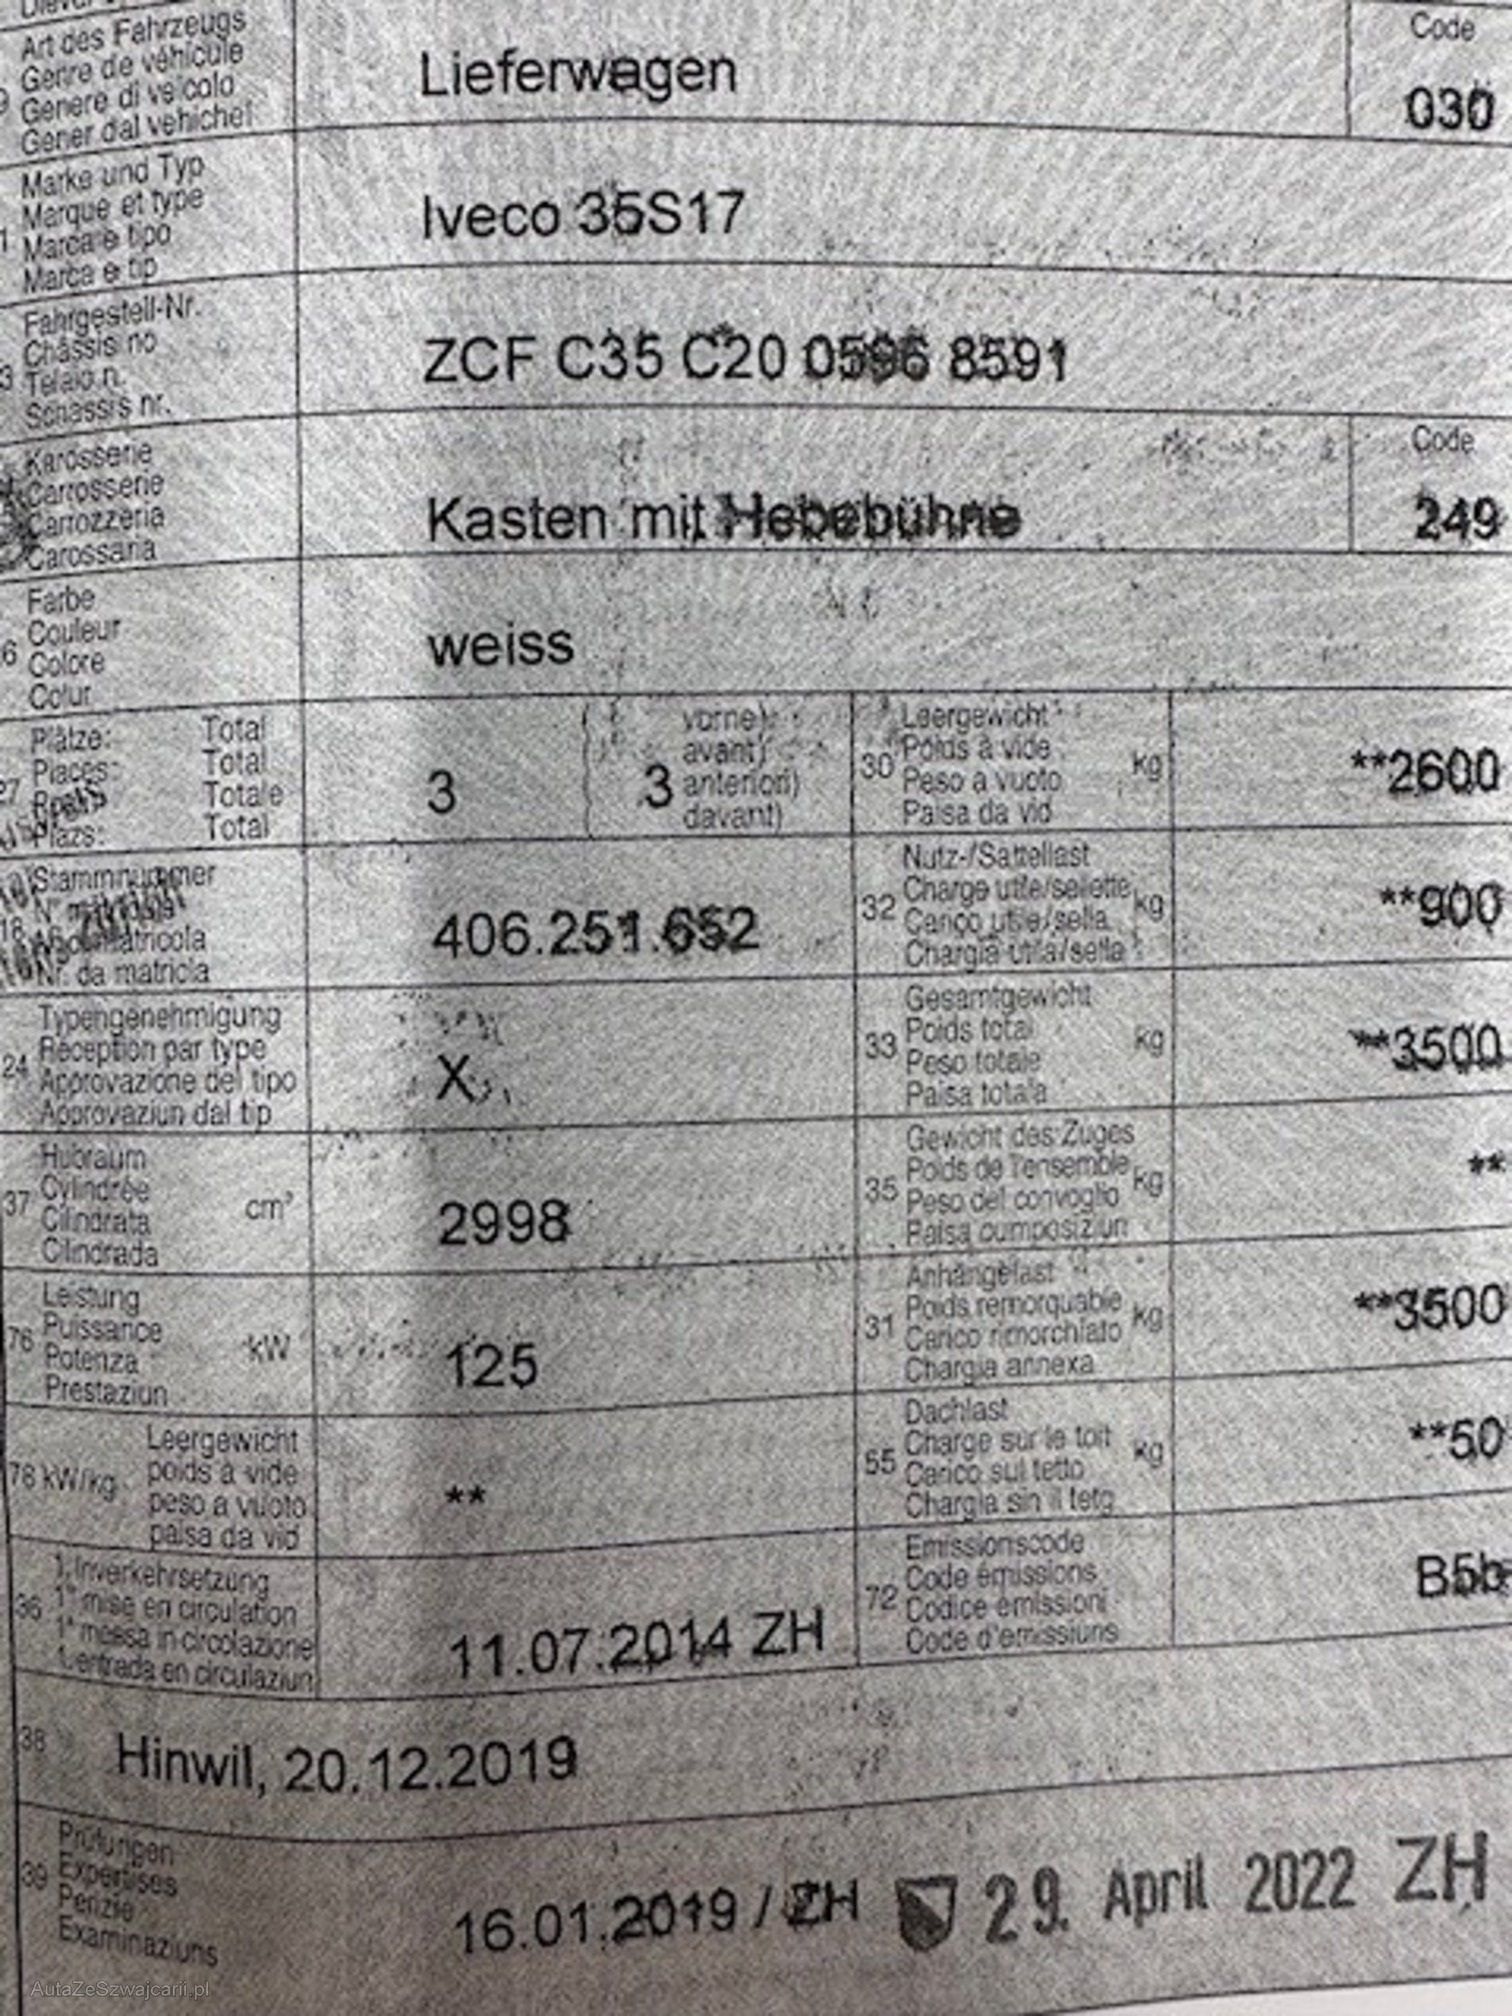 Art des Fahrzeugs
Genre de véhicule
Genere di veicolo
Gener dal vehichel
Lieferwagen
Code
030
Marke und Typ
Marque et type
Marca e tipo
Marca e tip
Iveco 35S17
Fahrgestell-Nr.
Châssis no
Telaio n.
Schassis nr.
ZCF C35 C20 0596 8591
Karosserie
Carrosserie
Carrozzeria
Carossaria
Kasten mit Hebebühne
Code
249
Farbe
Couleur
Colore
Colur
weiss
Plätze: Total
Places: Total
Totale
Plazs: Total
3
3
vorne)
avant)
anteriori)
davant)
30
Leergewicht
Poids à vide
Peso a vuoto
Paisa da vid
kg
**2600
Stammnummer
matricola
Nr. da matricla
406.251.652
32
Nutz-/Sattellast
Charge utile/sellette
Carico utile/sella
Chargia utila/sella
kg
**900
24
Typengenehmigung
Réception par type
Approvazione del tipo
Approvaziun dal tip
X
33
Gesamtgewicht
Poids total
Peso totale
Paisa totala
kg
**3500
37
Hubraum
Cylindrée
Cilindrata
Cilindrada
cm³
2998
35
Gewicht des Zuges
Poids de l'ensemble
Peso del convoglio
Paisa cumposiziun
kg
**
76
Leistung
Puissance
Potenza
Prestaziun
kW
125
31
Anhängelast
Poids remorquable
Carico rimorchiato
Chargia annexa
kg
**3500
78 kW/kg
Leergewicht
poids à vide
peso a vuoto
paisa da vid
**
55
Dachlast
Charge sur le toit
Carico sul tetto
Chargia sin il tetg
kg
**50
36
1. Inverkehrsetzung
1re mise en circulation
1a messa in circolazione
1. entrada en circulaziun
11.07.2014 ZH
72
Emissionscode
Code émissions
Codice emissioni
Code d'emissiuns
B5b
38
Hinwil, 20.12.2019
39
Prüfungen
Expertises
Perizie
Examinaziuns
16.01.2019 / ZH
29. April 2022 ZH
AutaZeSzwajcarii.pl